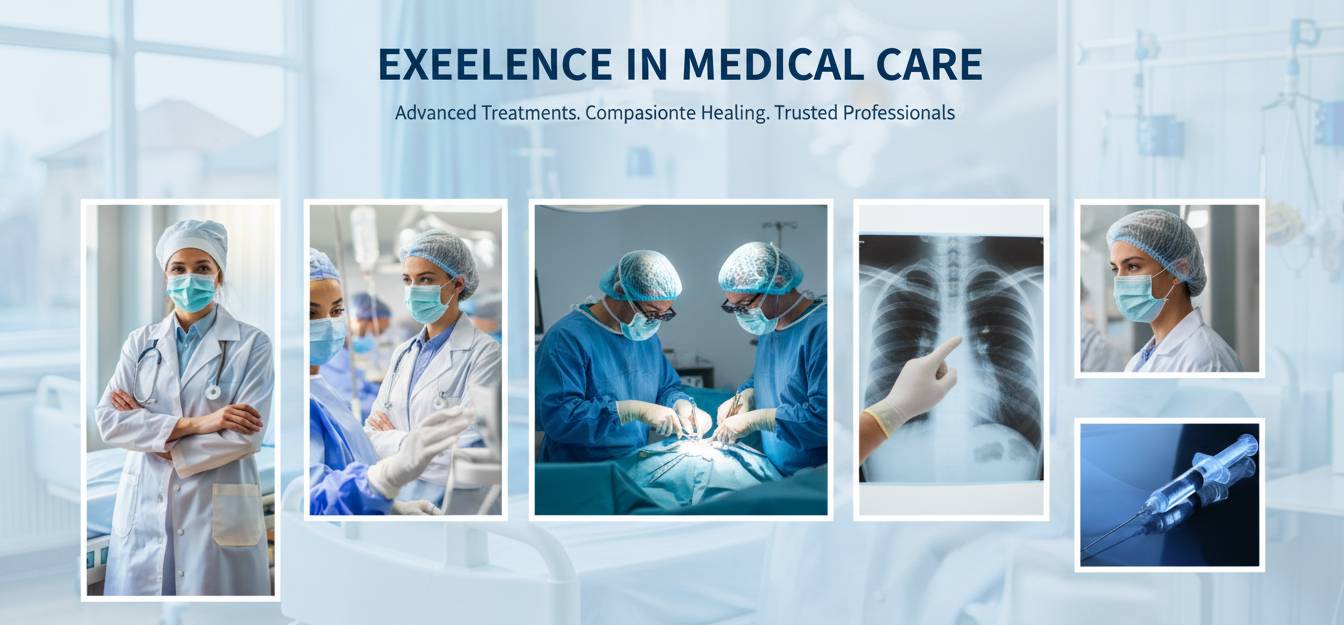 EXEELENCE IN MEDICAL CARE
Advanced Treatments. Compasionte Healing. Trusted Professionals